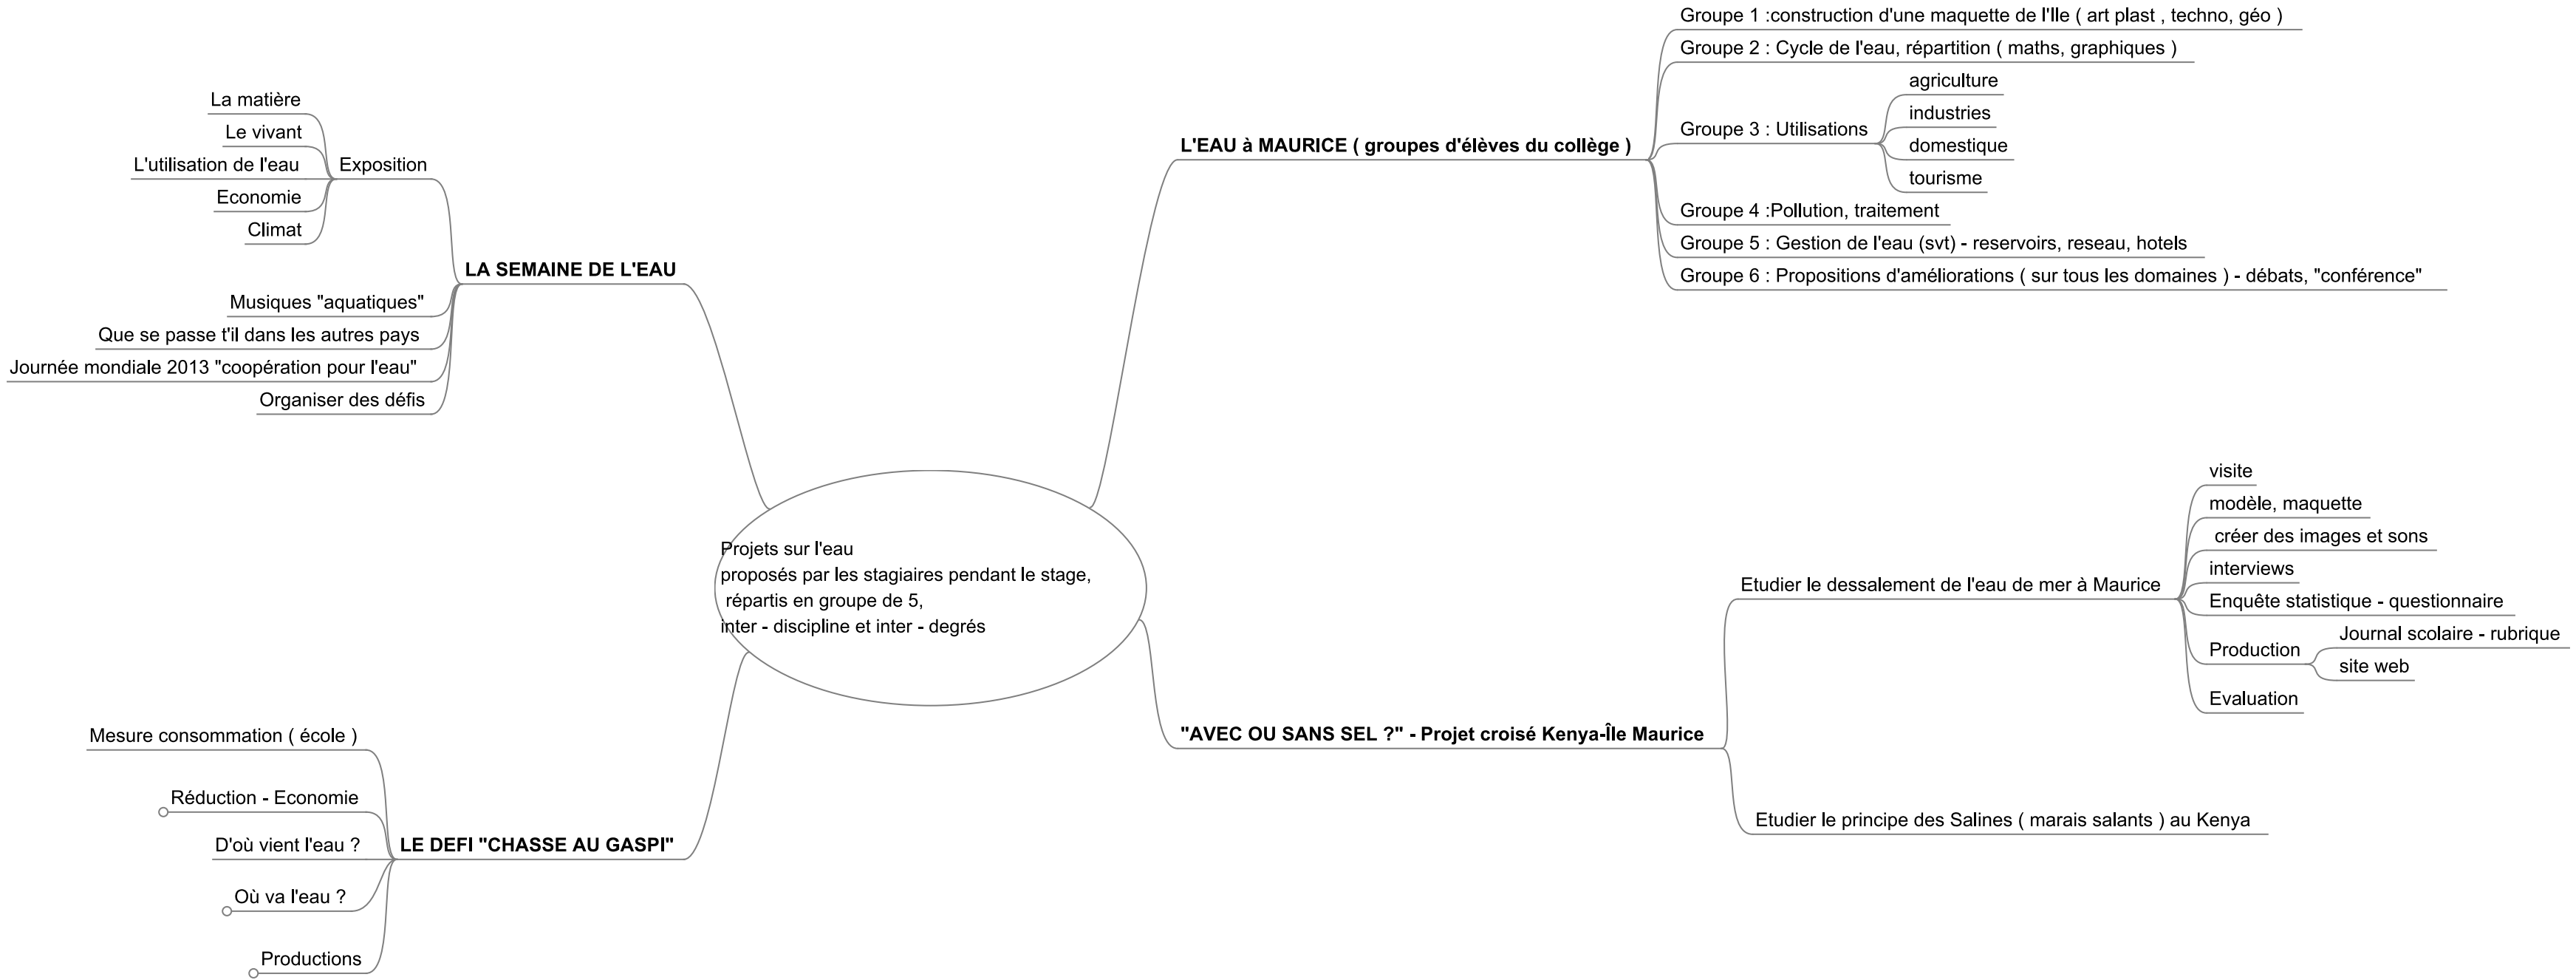 Projets sur l'eau
proposés par les stagiaires pendant le stage,
répartis en groupe de 5,
inter - discipline et inter - degrés
L'EAU à MAURICE ( groupes d'élèves du collège )
Groupe 1 :construction d'une maquette de l'Ile ( art plast , techno, géo )
Groupe 2 : Cycle de l'eau, répartition ( maths, graphiques )
Groupe 3 : Utilisations
agriculture
industries
domestique
tourisme
Groupe 4 :Pollution, traitement
Groupe 5 : Gestion de l'eau (svt) - reservoirs, reseau, hotels
Groupe 6 : Propositions d'améliorations ( sur tous les domaines ) - débats, "conférence"
"AVEC OU SANS SEL ?" - Projet croisé Kenya-Île Maurice
Etudier le dessalement de l'eau de mer à Maurice
visite
modèle, maquette
créer des images et sons
interviews
Enquête statistique - questionnaire
Production
Journal scolaire - rubrique
site web
Evaluation
Etudier le principe des Salines ( marais salants ) au Kenya
LA SEMAINE DE L'EAU
Exposition
La matière
Le vivant
L'utilisation de l'eau
Economie
Climat
Musiques "aquatiques"
Que se passe t'il dans les autres pays
Journée mondiale 2013 "coopération pour l'eau"
Organiser des défis
LE DEFI "CHASSE AU GASPI"
Mesure consommation ( école )
Réduction - Economie
D'où vient l'eau ?
Où va l'eau ?
Productions